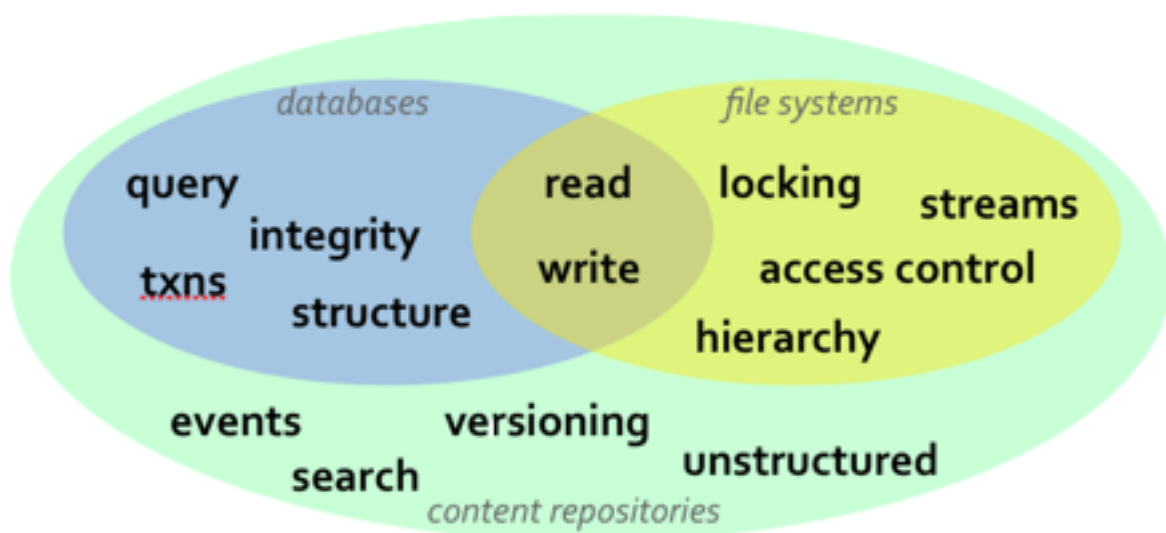 databases
file systems
query
integrity
txns
structure
read
write
locking
streams
access control
hierarchy
events
versioning
search
unstructured
content repositories